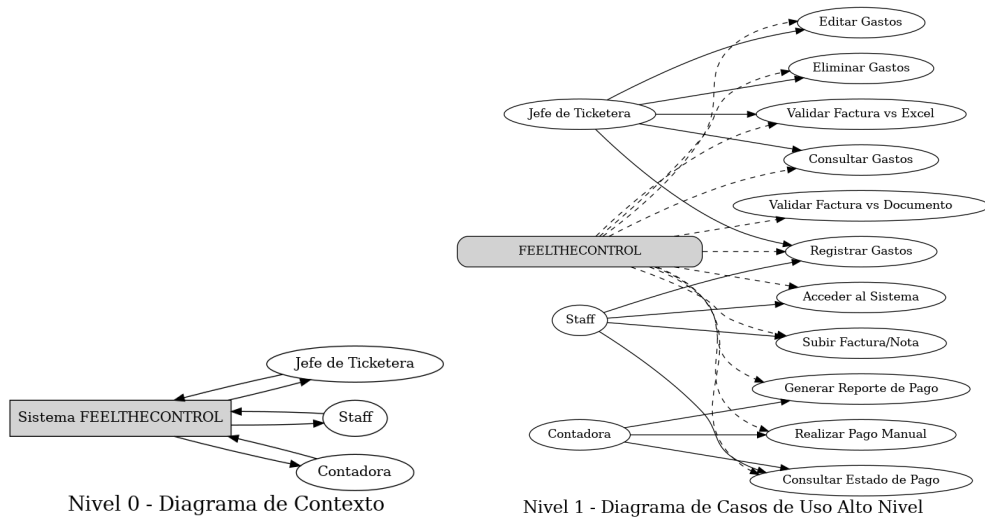 Jefe de Ticketera
Sistema FEELTHECONTROL
Staff
Contadora
Nivel 0 - Diagrama de Contexto
Editar Gastos
Eliminar Gastos
Jefe de Ticketera
Validar Factura vs Excel
Consultar Gastos
Validar Factura vs Documento
FEELTHECONTROL
Registrar Gastos
Acceder al Sistema
Staff
Subir Factura/Nota
Generar Reporte de Pago
Contadora
Realizar Pago Manual
Consultar Estado de Pago
Nivel 1 - Diagrama de Casos de Uso Alto Nivel